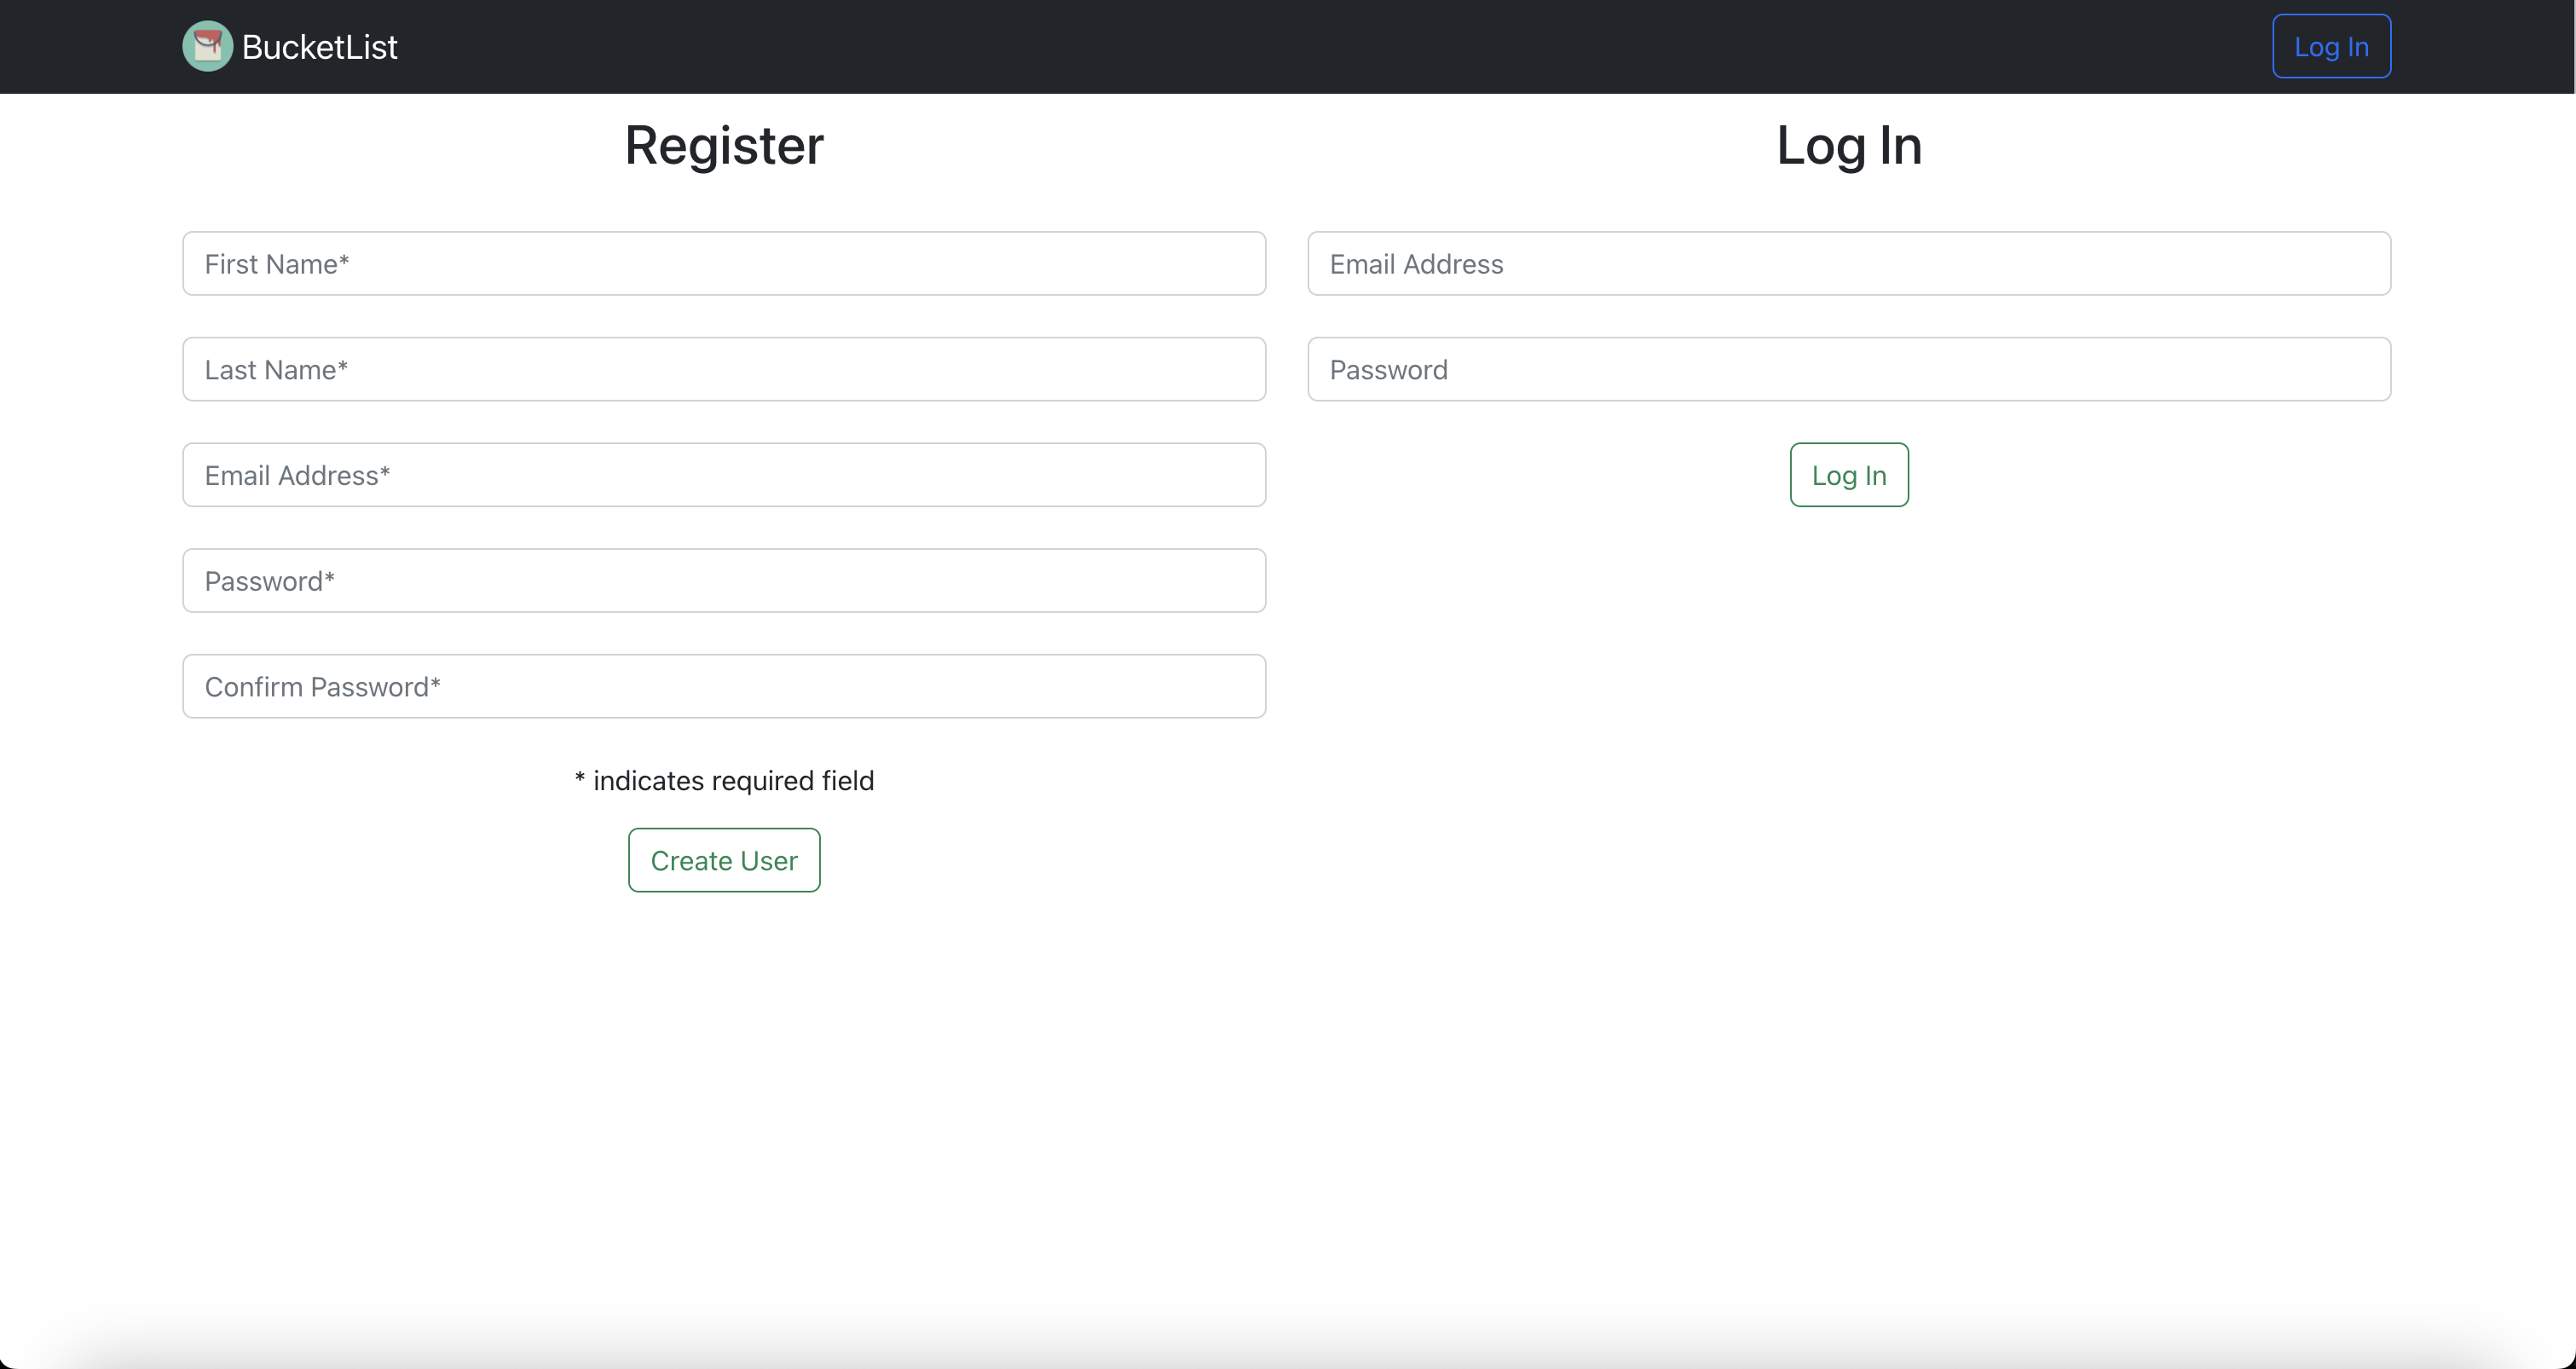 BucketList
Log In
Register
First Name*
Last Name*
Email Address*
Password*
Confirm Password*
* indicates required field
Create User
Log In
Email Address
Password
Log In